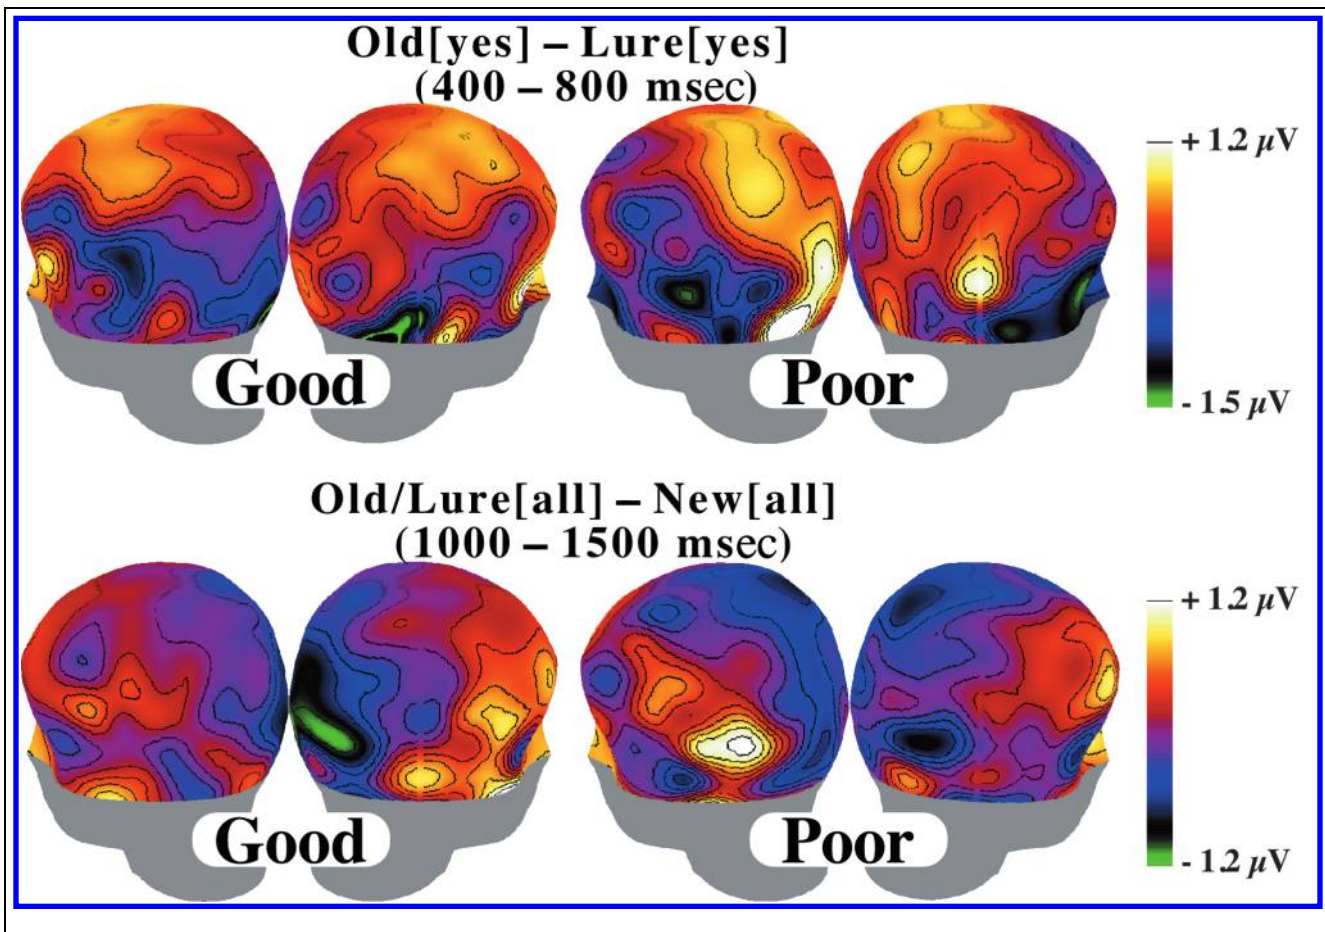 Old[yes] – Lure[yes]
(400 – 800 msec)
+ 1.2 µV
- 1.5 µV
Good
Poor
Old/Lure[all] – New[all]
(1000 – 1500 msec)
+ 1.2 µV
- 1.2 µV
Good
Poor